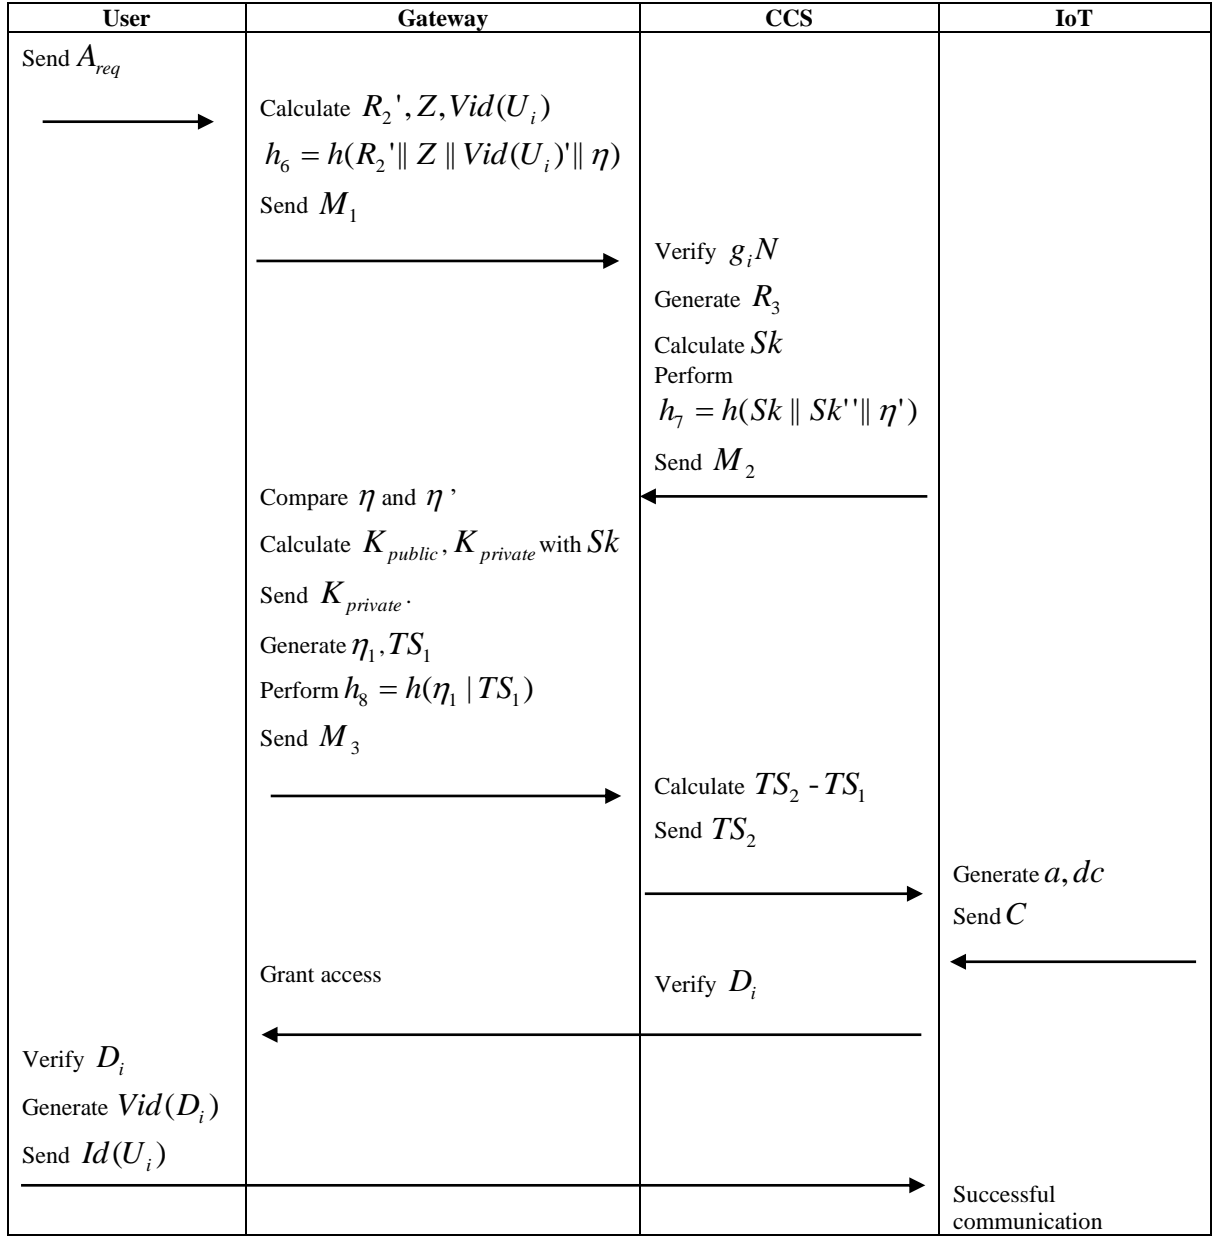 User Gateway CCS IoT
Send A_req
Calculate R_2', Z, Vid(U_i)
h_6 = h(R_2'|| Z || Vid(U_i)'|| η)
Send M_1
Verify g_i N
Generate R_3
Calculate Sk
Perform
h_7 = h(Sk || Sk''|| η')
Send M_2
Compare η and η ’
Calculate K_public, K_private with Sk
Send K_private.
Generate η_1, TS_1
Perform h_8 = h(η_1 | TS_1)
Send M_3
Calculate TS_2 - TS_1
Send TS_2
Generate a, dc
Send C
Grant access
Verify D_i
Verify D_i
Generate Vid(D_i)
Send Id(U_i)
Successful
communication